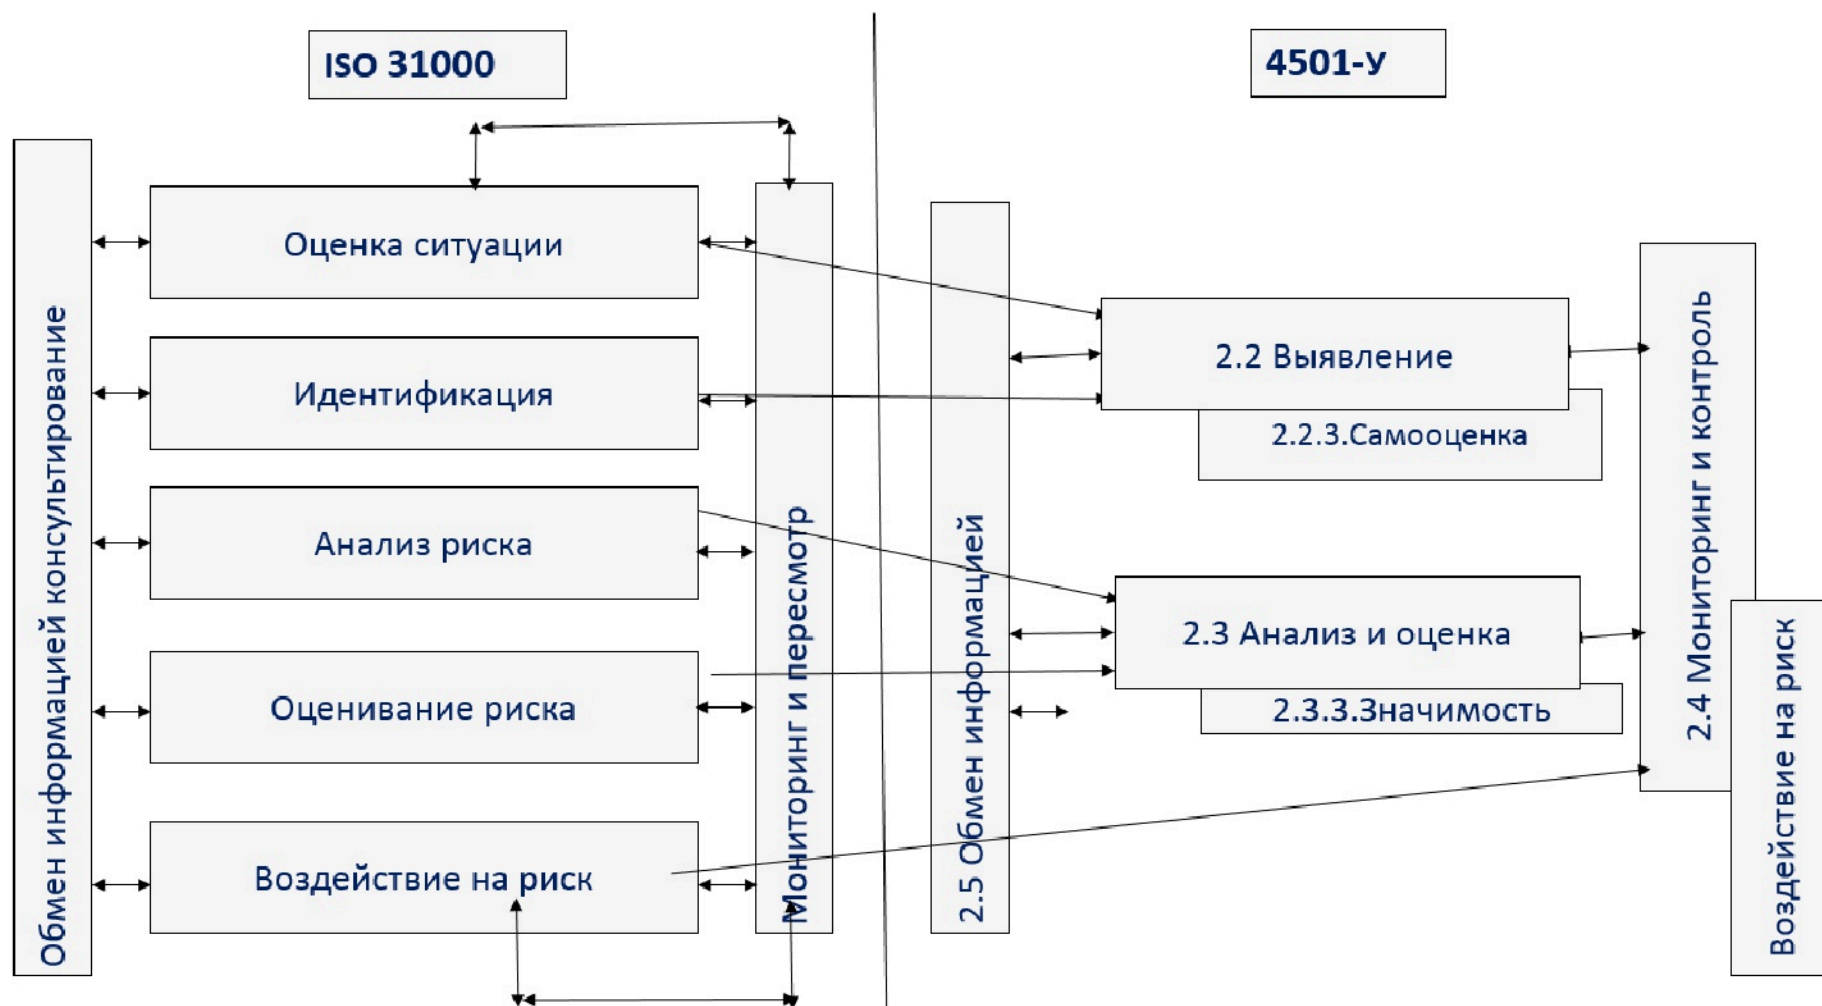 ISO 31000
4501-У
Обмен информацией консультирование
Оценка ситуации
Идентификация
Анализ риска
Оценивание риска
Воздействие на риск
Мониторинг и пересмотр
2.5 Обмен информацией
2.2 Выявление
2.2.3.Самооценка
2.3 Анализ и оценка
2.3.3.Значимость
2.4 Мониторинг и контроль
Воздействие на риск